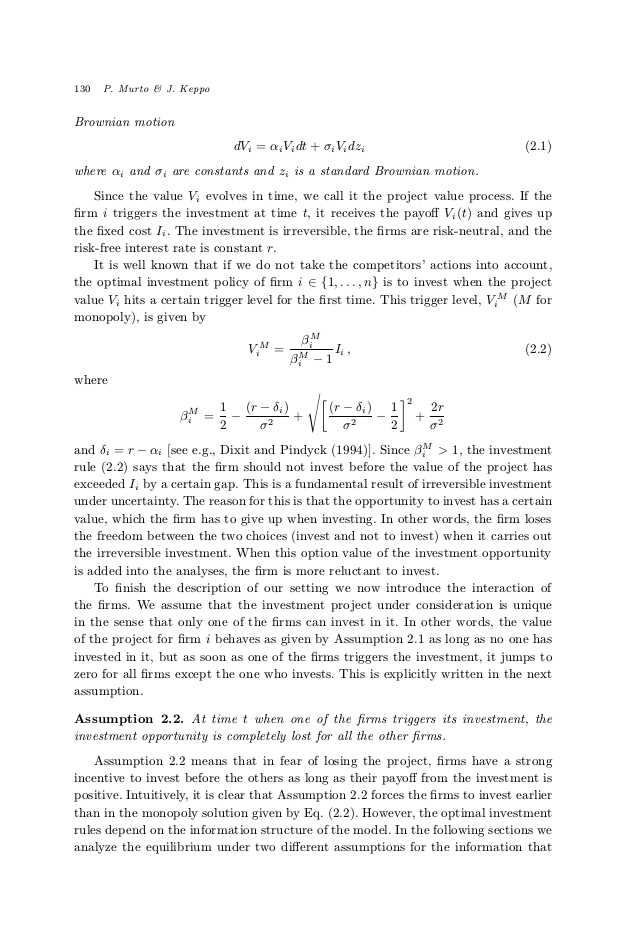 130 P. Murto & J. Keppo
Brownian motion
dV_i = α_i V_i dt + σ_i V_i dz_i (2.1)
where α_i and σ_i are constants and z_i is a standard Brownian motion.
Since the value V_i evolves in time, we call it the project value process. If the
firm i triggers the investment at time t, it receives the payoff V_i(t) and gives up
the fixed cost I_i. The investment is irreversible, the firms are risk-neutral, and the
risk-free interest rate is constant r.
It is well known that if we do not take the competitors' actions into account,
the optimal investment policy of firm i ∈ {1, . . . , n} is to invest when the project
value V_i hits a certain trigger level for the first time. This trigger level, V_i^M (M for
monopoly), is given by
V_i^M = \frac{β_i^M}{β_i^M − 1} I_i , (2.2)
where
β_i^M = \frac{1}{2} − \frac{(r − δ_i)}{σ^2} + \sqrt{[\frac{(r − δ_i)}{σ^2} − \frac{1}{2}]^2 + \frac{2r}{σ^2}}
and δ_i = r − α_i [see e.g., Dixit and Pindyck (1994)]. Since β_i^M > 1, the investment
rule (2.2) says that the firm should not invest before the value of the project has
exceeded I_i by a certain gap. This is a fundamental result of irreversible investment
under uncertainty. The reason for this is that the opportunity to invest has a certain
value, which the firm has to give up when investing. In other words, the firm loses
the freedom between the two choices (invest and not to invest) when it carries out
the irreversible investment. When this option value of the investment opportunity
is added into the analyses, the firm is more reluctant to invest.
To finish the description of our setting we now introduce the interaction of
the firms. We assume that the investment project under consideration is unique
in the sense that only one of the firms can invest in it. In other words, the value
of the project for firm i behaves as given by Assumption 2.1 as long as no one has
invested in it, but as soon as one of the firms triggers the investment, it jumps to
zero for all firms except the one who invests. This is explicitly written in the next
assumption.
Assumption 2.2. At time t when one of the firms triggers its investment, the
investment opportunity is completely lost for all the other firms.
Assumption 2.2 means that in fear of losing the project, firms have a strong
incentive to invest before the others as long as their payoff from the investment is
positive. Intuitively, it is clear that Assumption 2.2 forces the firms to invest earlier
than in the monopoly solution given by Eq. (2.2). However, the optimal investment
rules depend on the information structure of the model. In the following sections we
analyze the equilibrium under two different assumptions for the information that